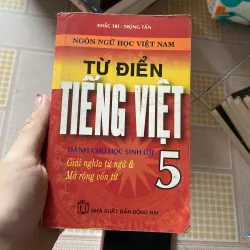 KHẮC TRÍ - TRỌNG TẤN
NGÔN NGỮ HỌC VIỆT NAM
TỪ ĐIỂN
TIẾNG VIỆT
DÀNH CHO HỌC SINH LỚP
5
Giải nghĩa từ ngữ &
Mở rộng vốn từ
NHÀ XUẤT BẢN ĐỒNG NAI